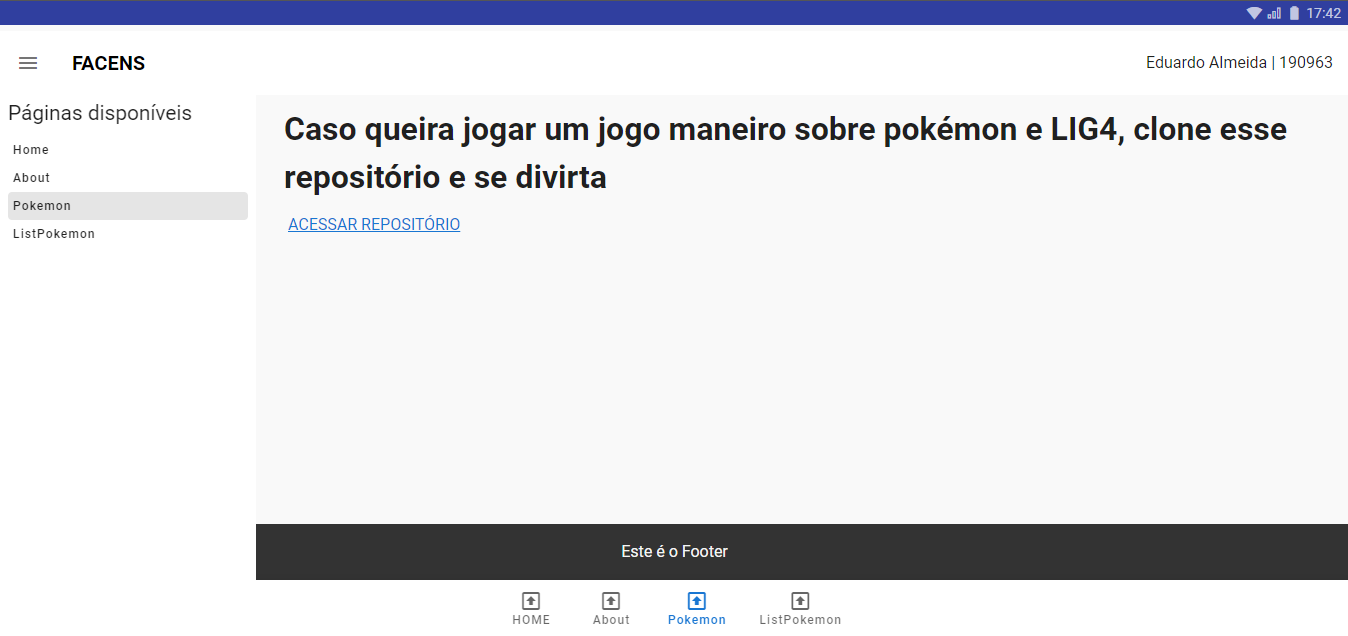 17:42
FACENS
Eduardo Almeida | 190963
Páginas disponíveis
Home
About
Pokemon
ListPokemon
Caso queira jogar um jogo maneiro sobre pokémon e LIG4, clone esse
repositório e se divirta
ACESSAR REPOSITÓRIO
Este é o Footer
HOME
About
Pokemon
ListPokemon